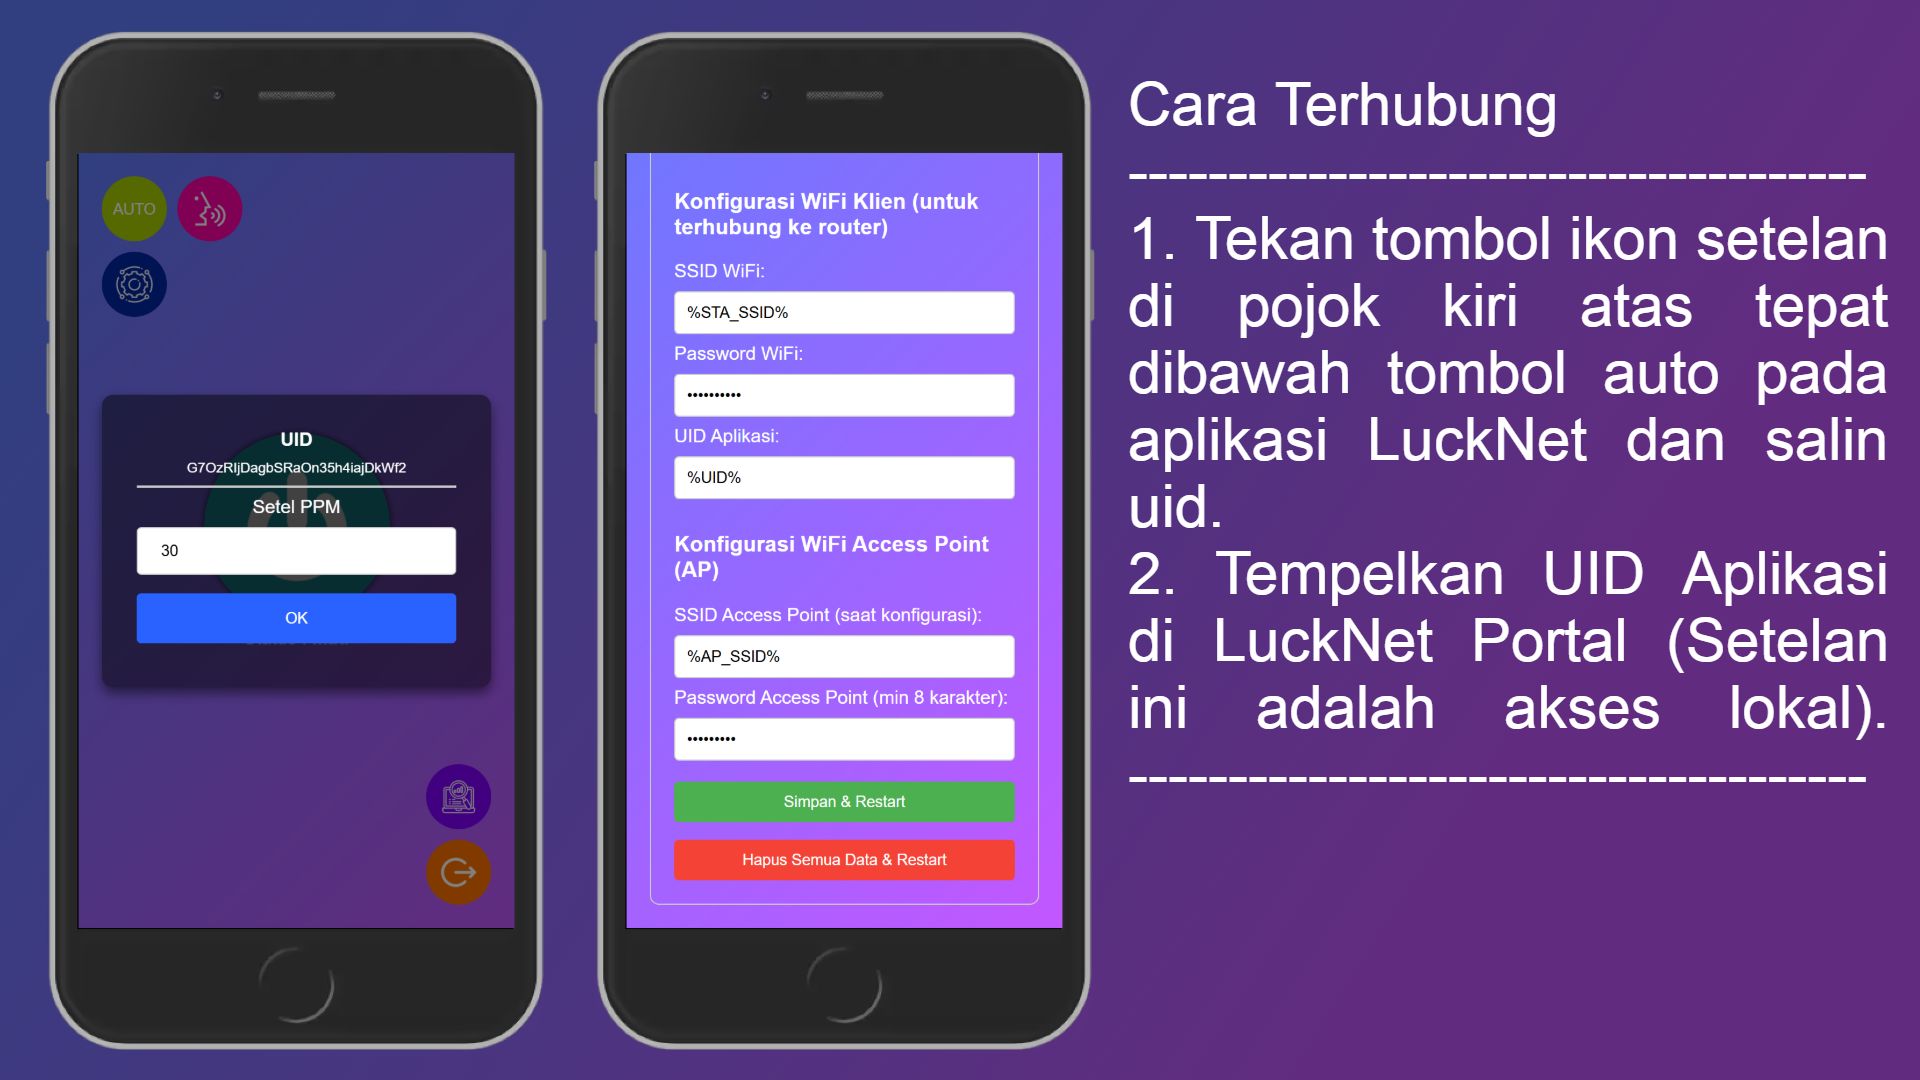 AUTO
UID
G7OzRIjDagbSRaOn35h4iajDkWf2
Setel PPM
30
OK
Konfigurasi WiFi Klien (untuk
terhubung ke router)
SSID WiFi:
%STA_SSID%
Password WiFi:
••••••••••
UID Aplikasi:
%UID%
Konfigurasi WiFi Access Point
(AP)
SSID Access Point (saat konfigurasi):
%AP_SSID%
Password Access Point (min 8 karakter):
•••••••••
Simpan & Restart
Hapus Semua Data & Restart
Cara Terhubung
-------------------------------------
1. Tekan tombol ikon setelan
di pojok kiri atas tepat
dibawah tombol auto pada
aplikasi LuckNet dan salin
uid.
2. Tempelkan UID Aplikasi
di LuckNet Portal (Setelan
ini adalah akses lokal).
-------------------------------------